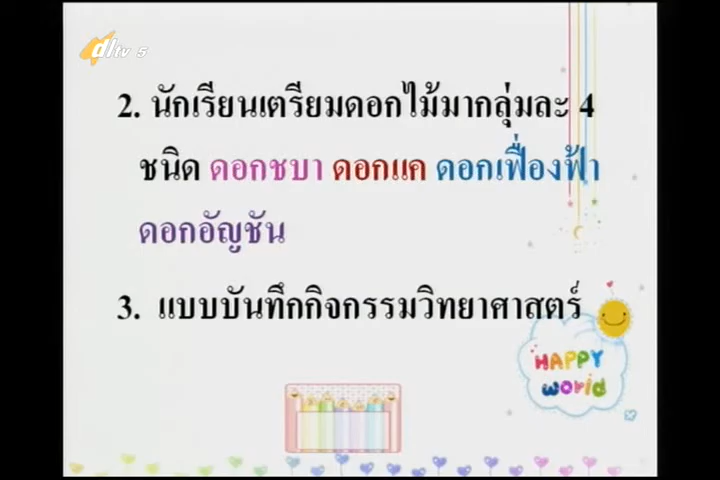 dltv 5
2. นักเรียนเตรียมดอกไม้มากลุ่มละ 4
ชนิด ดอกชบา ดอกแค ดอกเฟื่องฟ้า
ดอกอัญชัน
3. แบบบันทึกกิจกรรมวิทยาศาสตร์
HAPPY
world